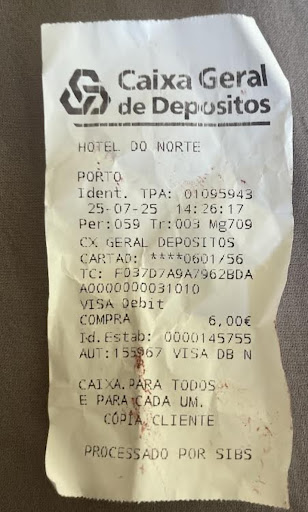 Caixa Geral
de Depositos
HOTEL DO NORTE
PORTO
Ident. TPA: 01095943
25-07-25 14:26:17
Per:059 Tr:003 Mg709
CX GERAL DEPOSITOS
CARTAO: ****0601/56
TC: F037D7A9A7962BDA
A0000000031010
VISA Debit
COMPRA 6,00€
Id.Estab: 0000145755
AUT:155967 VISA DB N
CAIXA.PARA TODOS
E PARA CADA UM.
COPIA CLIENTE
PROCESSADO POR SIBS